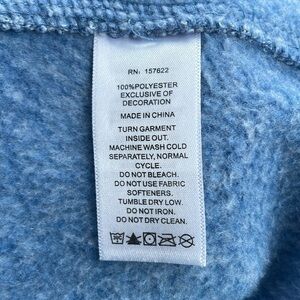 RN: 157622
100%POLYESTER
EXCLUSIVE OF
DECORATION
MADE IN CHINA
TURN GARMENT
INSIDE OUT.
MACHINE WASH COLD
SEPARATELY, NORMAL
CYCLE.
DO NOT BLEACH.
DO NOT USE FABRIC
SOFTENERS.
TUMBLE DRY LOW.
DO NOT IRON.
DO NOT DRY CLEAN.